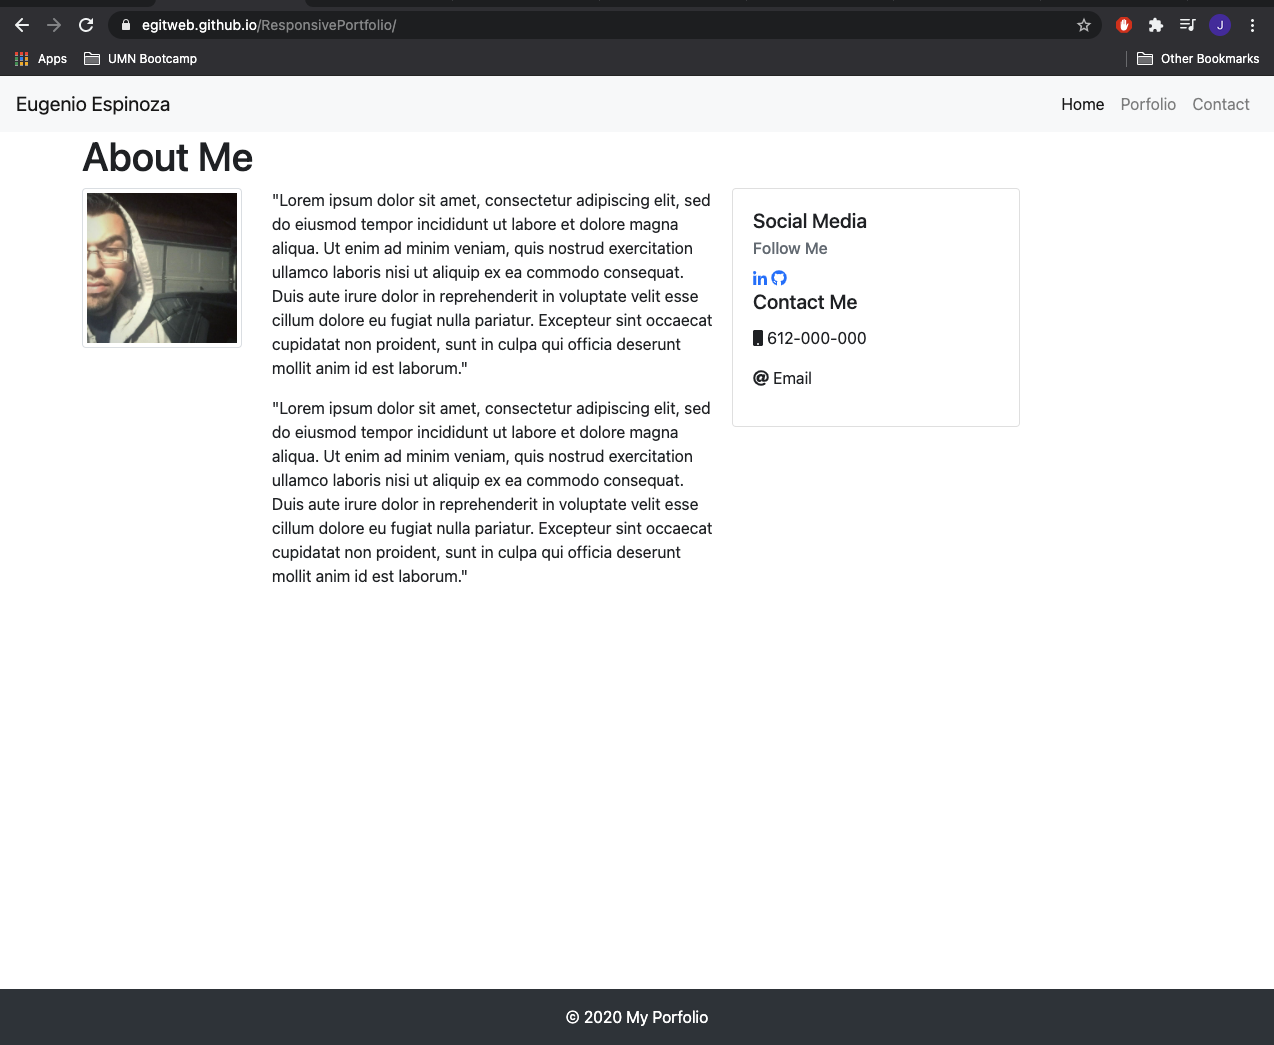 egitweb.github.io/ResponsivePortfolio/
J
Apps UMN Bootcamp Other Bookmarks
Eugenio Espinoza Home Porfolio Contact
About Me
"Lorem ipsum dolor sit amet, consectetur adipiscing elit, sed
do eiusmod tempor incididunt ut labore et dolore magna
aliqua. Ut enim ad minim veniam, quis nostrud exercitation
ullamco laboris nisi ut aliquip ex ea commodo consequat.
Duis aute irure dolor in reprehenderit in voluptate velit esse
cillum dolore eu fugiat nulla pariatur. Excepteur sint occaecat
cupidatat non proident, sunt in culpa qui officia deserunt
mollit anim id est laborum."
"Lorem ipsum dolor sit amet, consectetur adipiscing elit, sed
do eiusmod tempor incididunt ut labore et dolore magna
aliqua. Ut enim ad minim veniam, quis nostrud exercitation
ullamco laboris nisi ut aliquip ex ea commodo consequat.
Duis aute irure dolor in reprehenderit in voluptate velit esse
cillum dolore eu fugiat nulla pariatur. Excepteur sint occaecat
cupidatat non proident, sunt in culpa qui officia deserunt
mollit anim id est laborum."
Social Media
Follow Me
in
Contact Me
612-000-000
@ Email
© 2020 My Porfolio